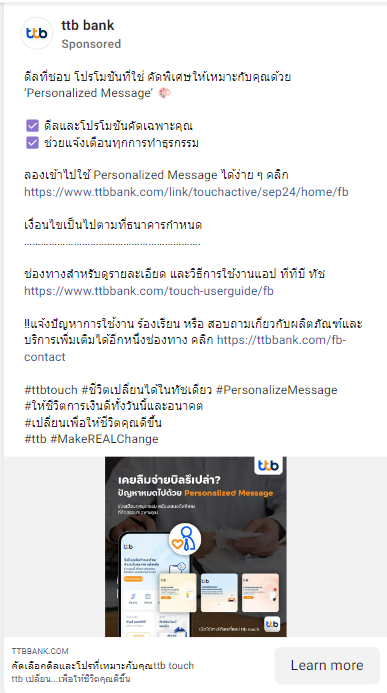 ttb bank
Sponsored
ดีลที่ชอบ โปรโมชันที่ใช่ คัดพิเศษให้เหมาะกับคุณด้วย
‘Personalized Message’ 🎨
☑ ดีลและโปรโมชันคัดเฉพาะคุณ
☑ ช่วยแจ้งเตือนทุกการทำธุรกรรม
ลองเข้าไปใช้ Personalized Message ได้ง่าย ๆ คลิก
https://www.ttbbank.com/link/touchactive/sep24/home/fb
เงื่อนไขเป็นไปตามที่ธนาคารกำหนด
……………………………………………………
ช่องทางสำหรับดูรายละเอียด และวิธีการใช้งานแอป ทีทีบี ทัช
https://www.ttbbank.com/touch-userguide/fb
‼แจ้งปัญหาการใช้งาน ร้องเรียน หรือ สอบถามเกี่ยวกับผลิตภัณฑ์และ
บริการเพิ่มเติมได้อีกหนึ่งช่องทาง คลิก https://ttbbank.com/fb-
contact
#ttbtouch #ชีวิตเปลี่ยนได้ในทัชเดียว #PersonalizeMessage
#ให้ชีวิตการเงินดีทั้งวันนี้และอนาคต
#เปลี่ยนเพื่อให้ชีวิตคุณดีขึ้น
#ttb #MakeREALChange
ttb
เคยลืมจ่ายบิลรึเปล่า?
ปัญหาหมดไปด้วย Personalized Message
ttb
TTBBANK.COM
คัดเลือกดีลและโปรที่เหมาะกับคุณttb touch
ttb เปลี่ยน...เพื่อให้ชีวิตคุณดีขึ้น
Learn more